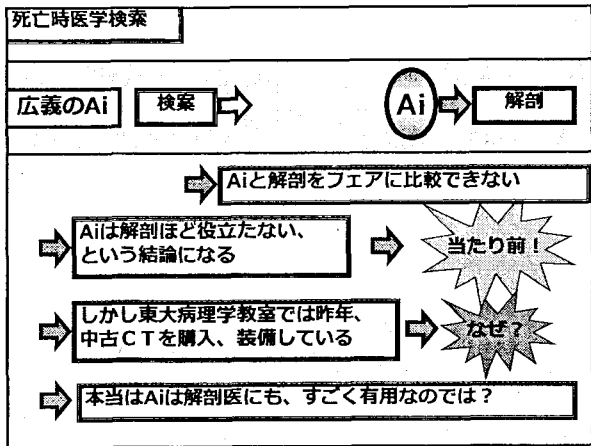 死亡時医学検索
広義のAi 検案 Ai 解剖
Aiと解剖をフェアに比較できない
Aiは解剖ほど役立たない、
という結論になる
当たり前！
しかし東大病理学教室では昨年、
中古ＣＴを購入、装備している
なぜ？
本当はAiは解剖医にも、すごく有用なのでは？